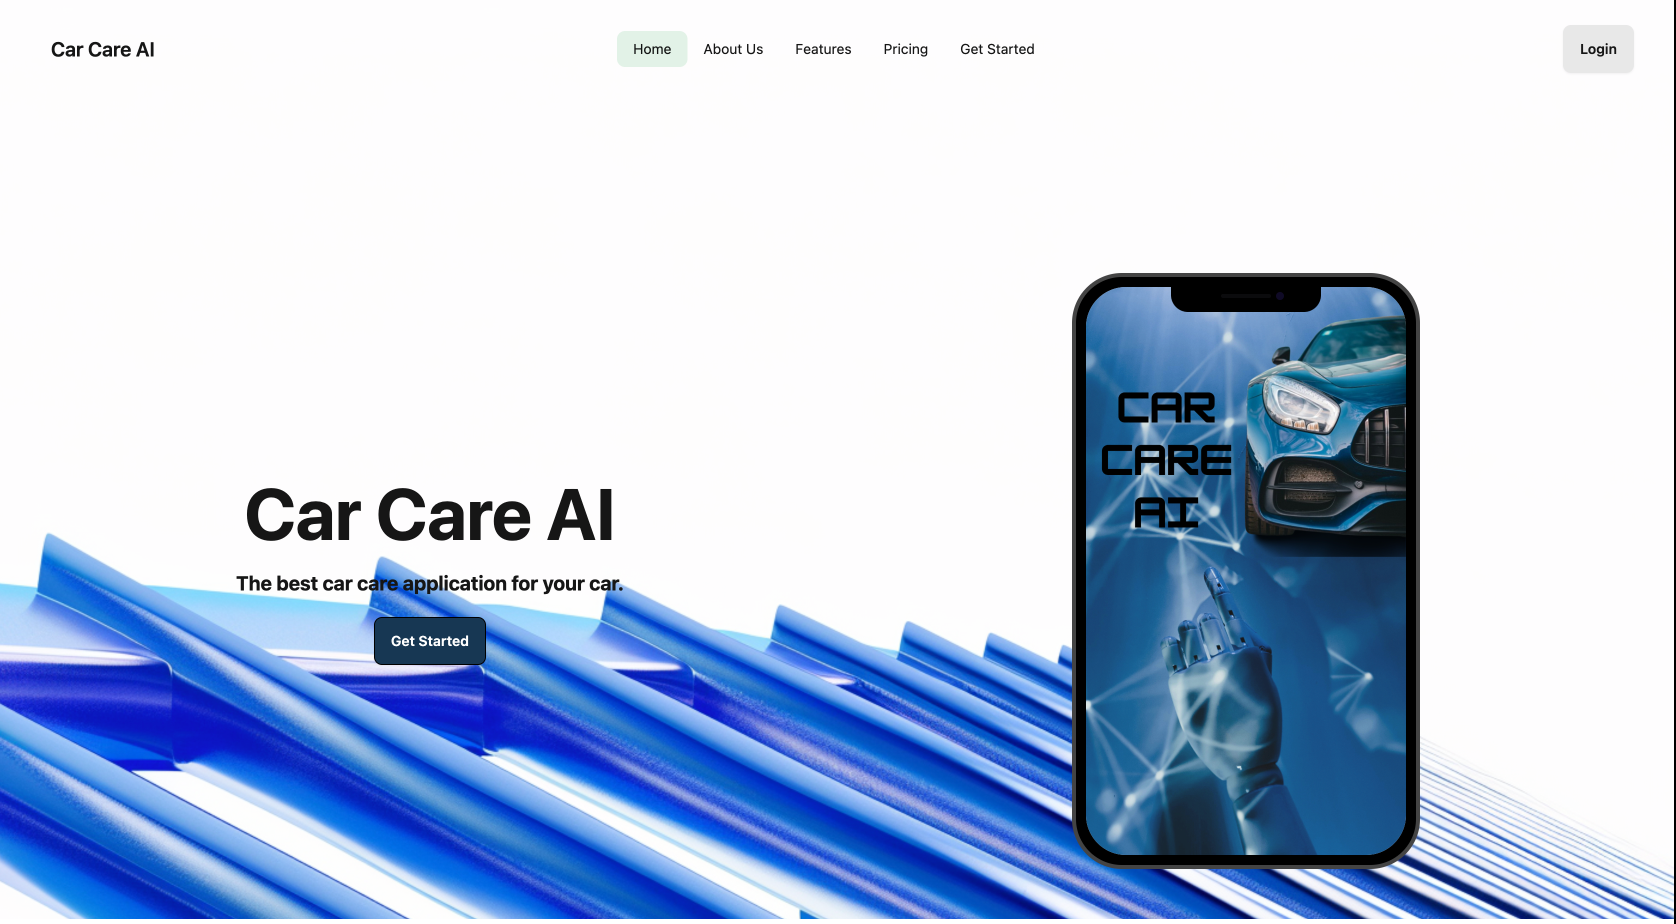 Car Care AI
Home
About Us
Features
Pricing
Get Started
Login
Car Care AI
The best car care application for your car.
Get Started
CAR
CARE
AI